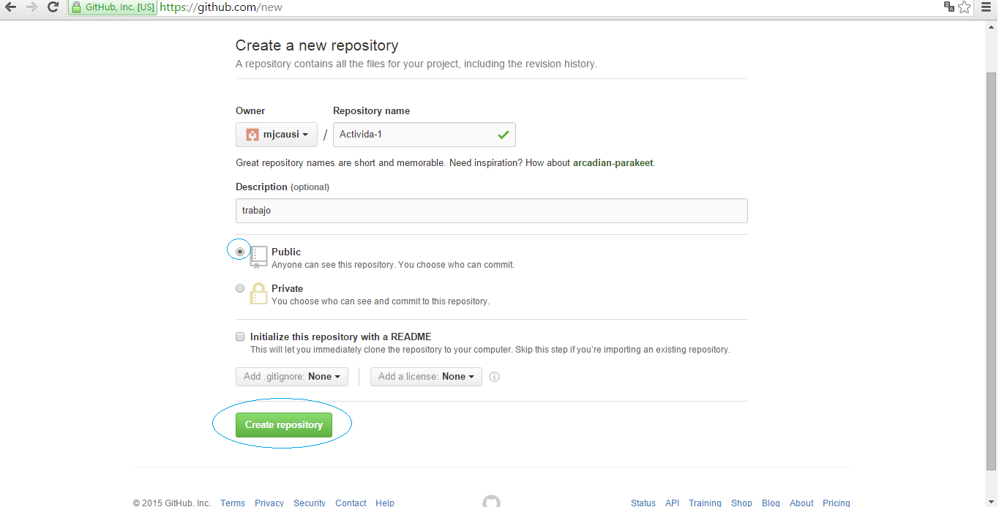 GitHub, Inc. [US] https://github.com/new
Create a new repository
A repository contains all the files for your project, including the revision history.
Owner Repository name
mjcausi / Activida-1
Great repository names are short and memorable. Need inspiration? How about arcadian-parakeet.
Description (optional)
trabajo
Public
Anyone can see this repository. You choose who can commit.
Private
You choose who can see and commit to this repository.
Initialize this repository with a README
This will let you immediately clone the repository to your computer. Skip this step if you’re importing an existing repository.
Add .gitignore: None Add a license: None
Create repository
© 2015 GitHub, Inc. Terms Privacy Security Contact Help Status API Training Shop Blog About Pricing